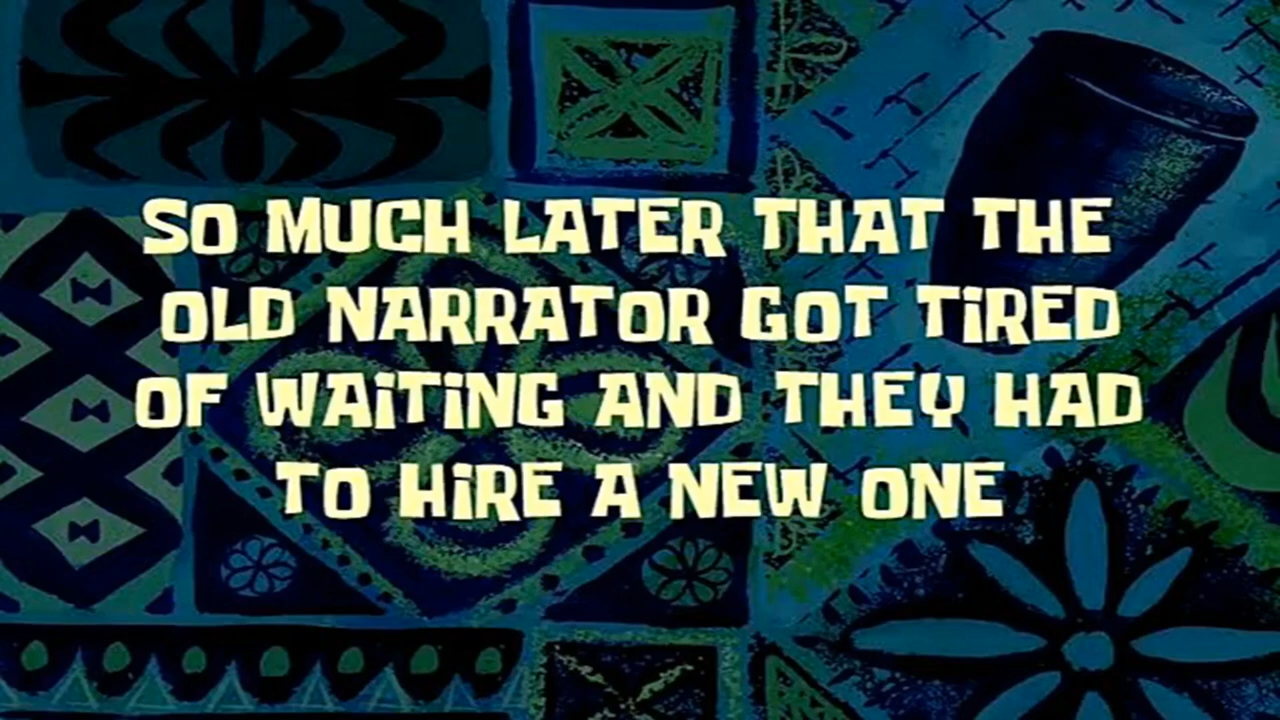 SO MUCH LATER THAT THE
OLD NARRATOR GOT TiRED
OF WAiTiNG AND THEY HAD
TO HiRE A NEW ONE